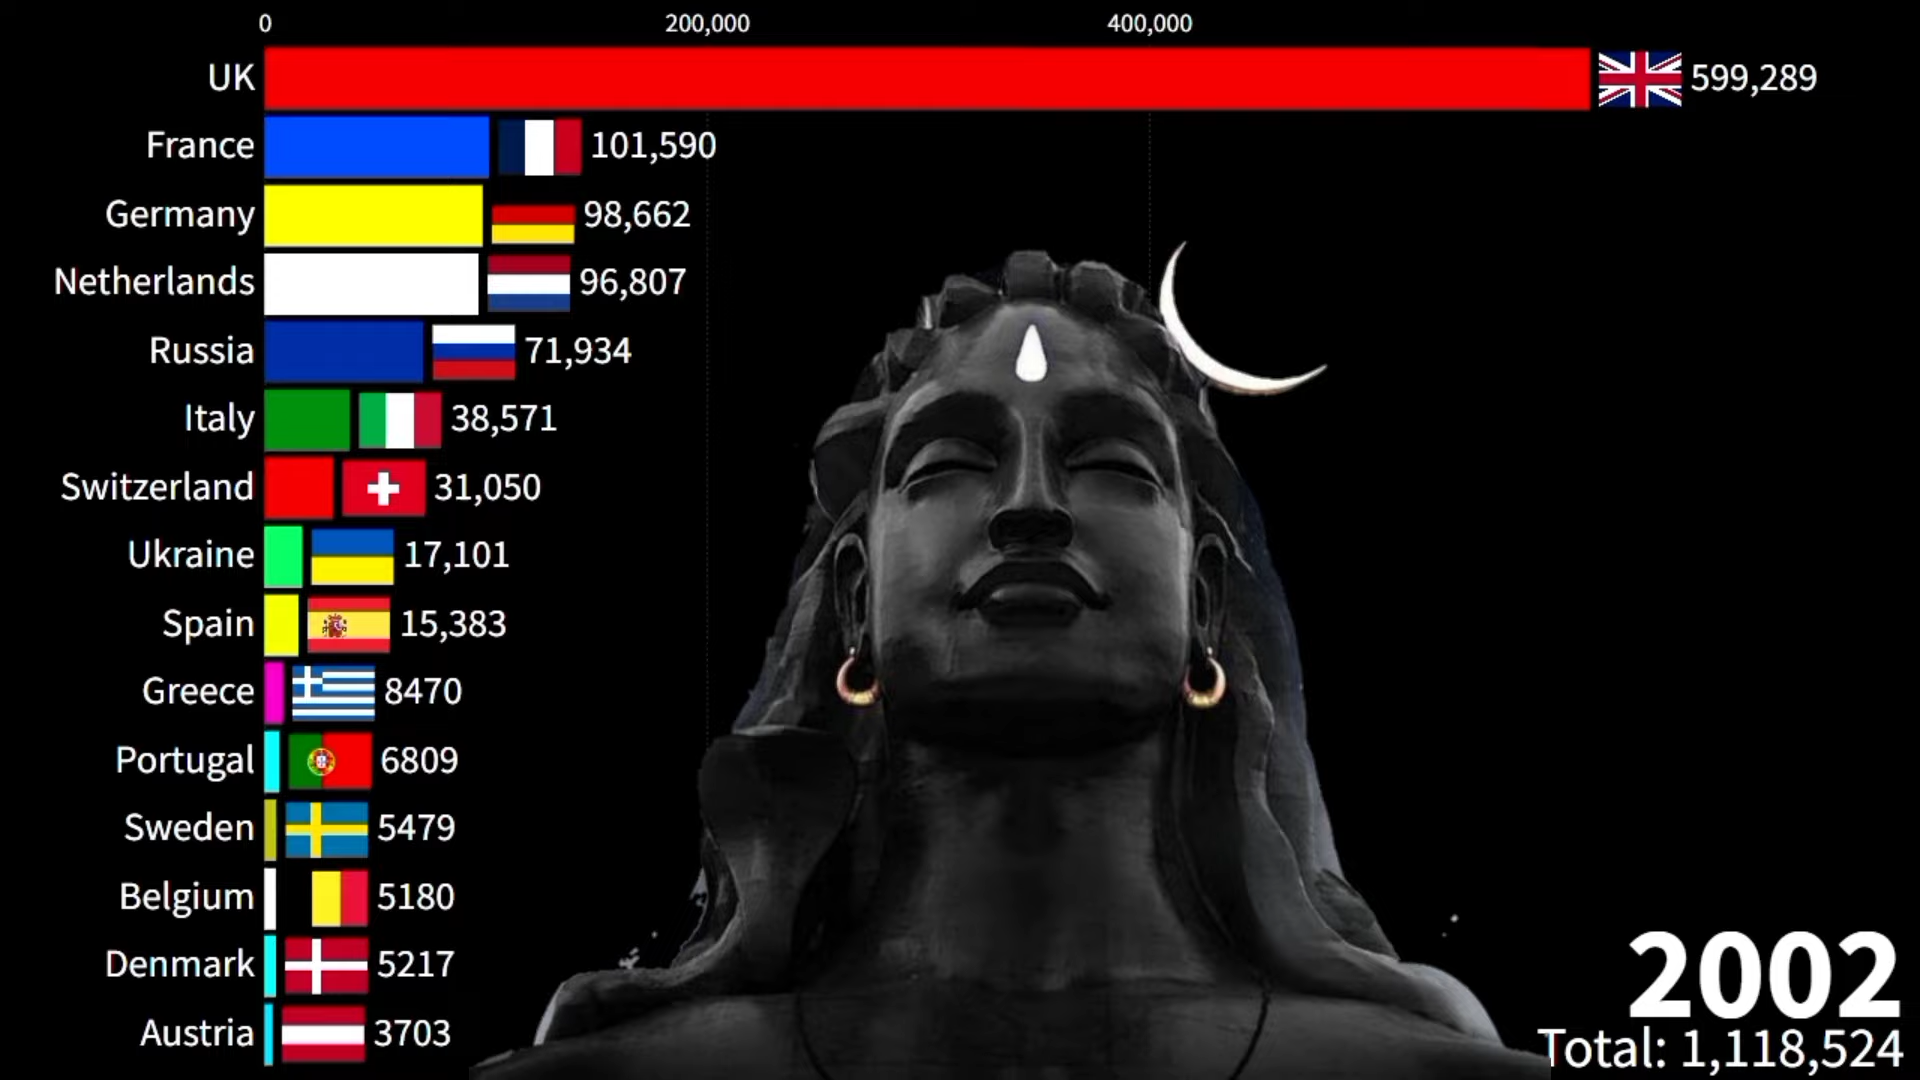 0 200,000 400,000
UK 599,289
France 101,590
Germany 98,662
Netherlands 96,807
Russia 71,934
Italy 38,571
Switzerland 31,050
Ukraine 17,101
Spain 15,383
Greece 8470
Portugal 6809
Sweden 5479
Belgium 5180
Denmark 5217
Austria 3703
2002
Total: 1,118,524